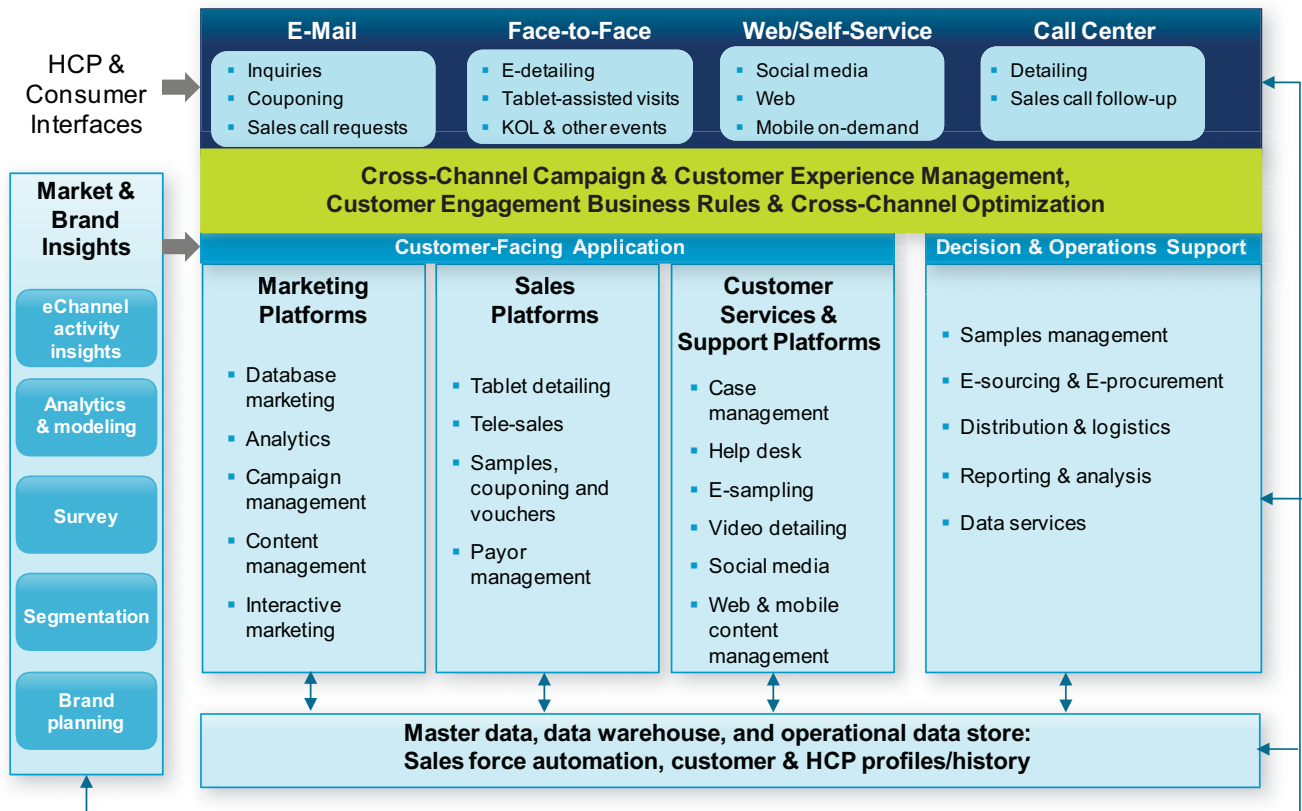 HCP &
Consumer
Interfaces
E-Mail
Inquiries
Couponing
Sales call requests
Face-to-Face
E-detailing
Tablet-assisted visits
KOL & other events
Web/Self-Service
Social media
Web
Mobile on-demand
Call Center
Detailing
Sales call follow-up
Cross-Channel Campaign & Customer Experience Management,
Customer Engagement Business Rules & Cross-Channel Optimization
Market &
Brand
Insights
eChannel
activity
insights
Analytics
& modeling
Survey
Segmentation
Brand
planning
Customer-Facing Application
Marketing
Platforms
Database
marketing
Analytics
Campaign
management
Content
management
Interactive
marketing
Sales
Platforms
Tablet detailing
Tele-sales
Samples,
couponing and
vouchers
Payor
management
Customer
Services &
Support Platforms
Case
management
Help desk
E-sampling
Video detailing
Social media
Web & mobile
content
management
Decision & Operations Support
Samples management
E-sourcing & E-procurement
Distribution & logistics
Reporting & analysis
Data services
Master data, data warehouse, and operational data store:
Sales force automation, customer & HCP profiles/history